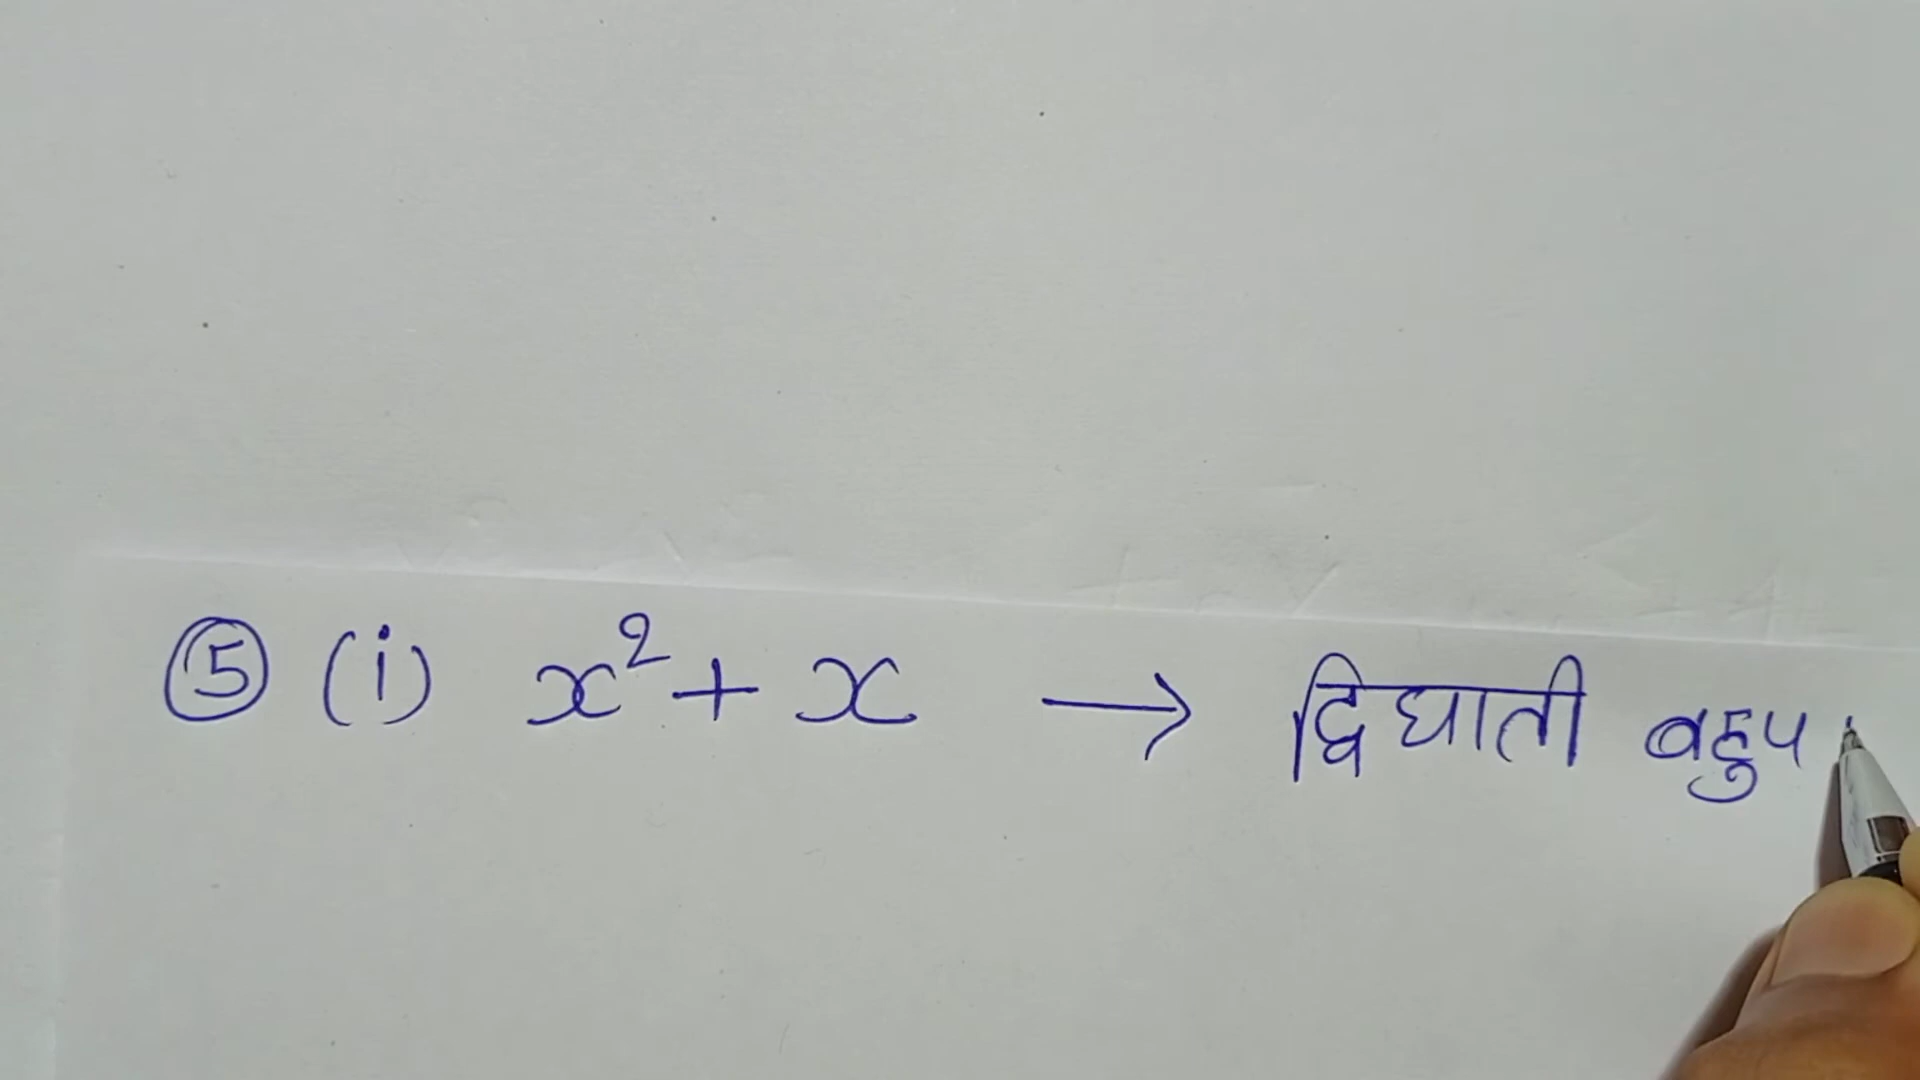 ⑤ (i) x² + x → द्विघाती बहुप